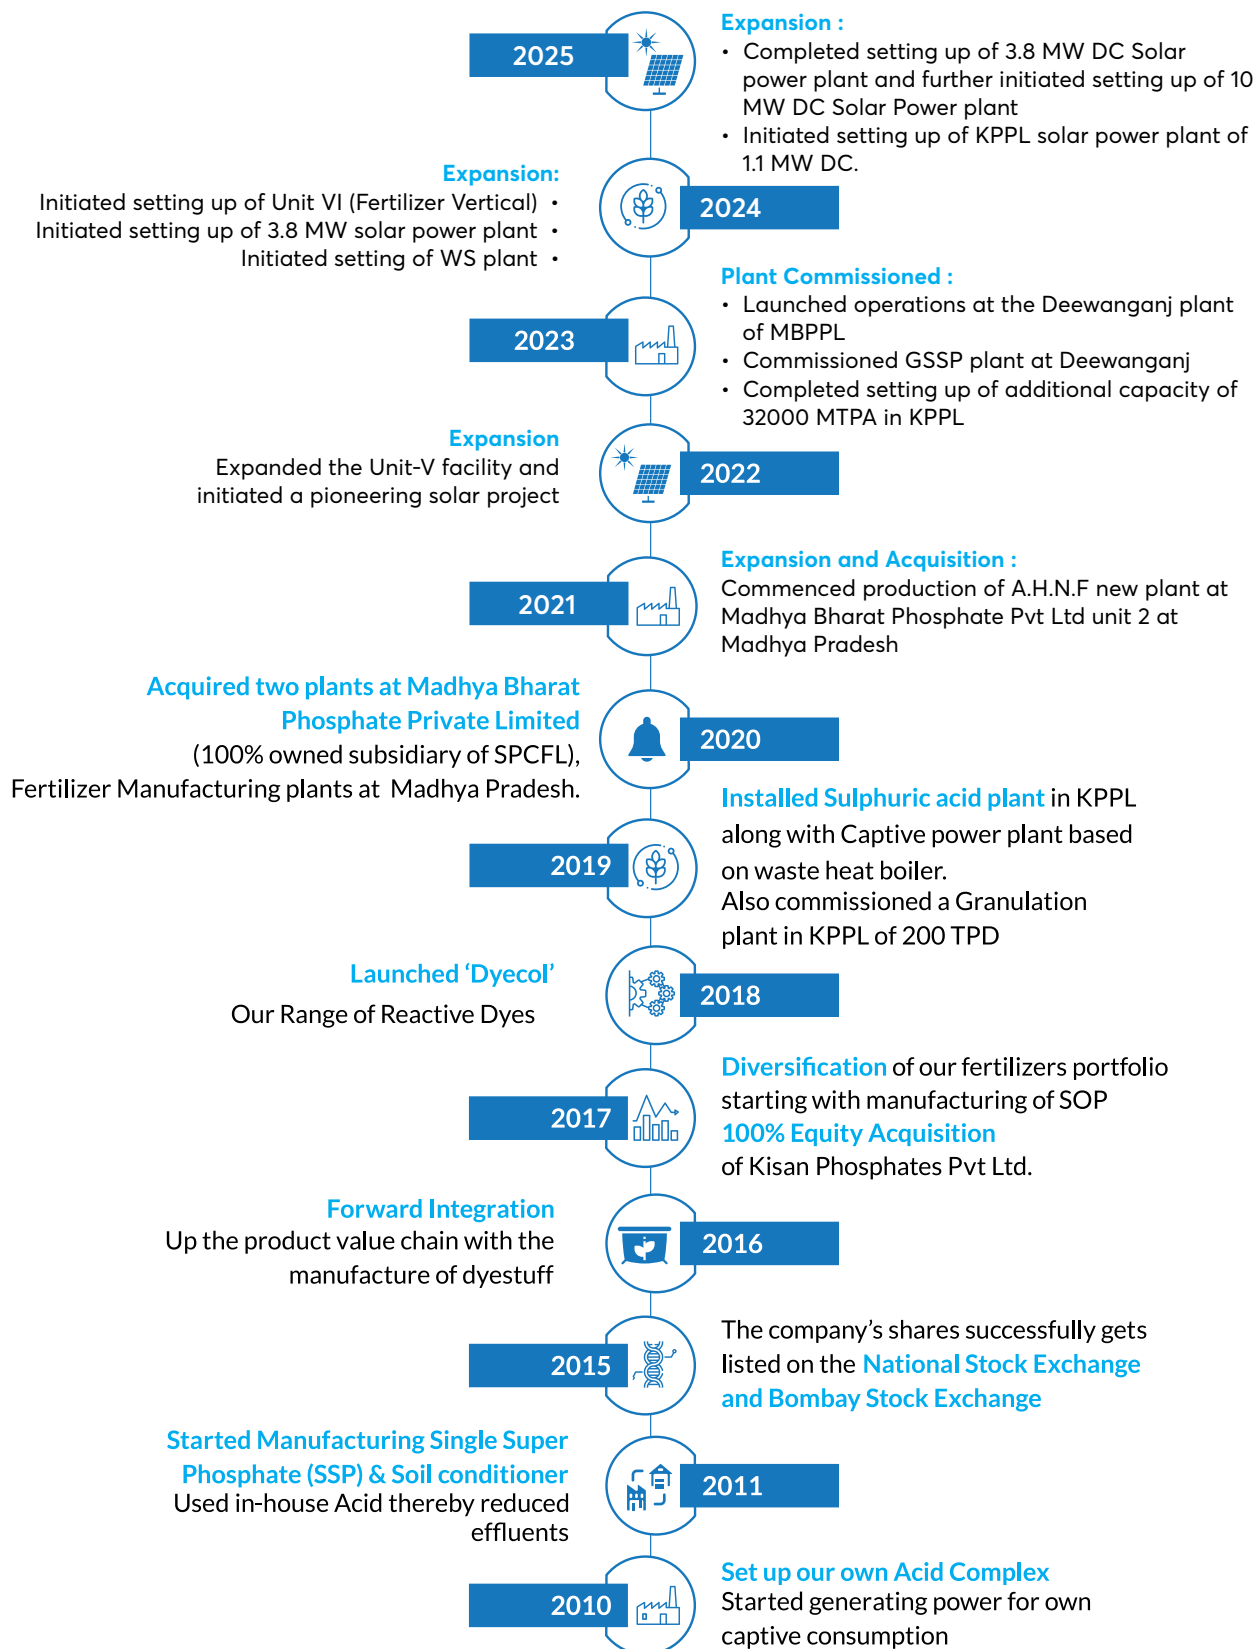 2025
Expansion :
• Completed setting up of 3.8 MW DC Solar
power plant and further initiated setting up of 10
MW DC Solar Power plant
• Initiated setting up of KPPL solar power plant of
1.1 MW DC.
Expansion:
Initiated setting up of Unit VI (Fertilizer Vertical) •
Initiated setting up of 3.8 MW solar power plant •
Initiated setting of WS plant •
2024
Plant Commissioned :
• Launched operations at the Deewanganj plant
of MBPPL
• Commissioned GSSP plant at Deewanganj
• Completed setting up of additional capacity of
32000 MTPA in KPPL
2023
Expansion
Expanded the Unit-V facility and
initiated a pioneering solar project
2022
Expansion and Acquisition :
Commenced production of A.H.N.F new plant at
Madhya Bharat Phosphate Pvt Ltd unit 2 at
Madhya Pradesh
2021
Acquired two plants at Madhya Bharat
Phosphate Private Limited
(100% owned subsidiary of SPCFL),
Fertilizer Manufacturing plants at Madhya Pradesh.
2020
Installed Sulphuric acid plant in KPPL
along with Captive power plant based
on waste heat boiler.
Also commissioned a Granulation
plant in KPPL of 200 TPD
2019
Launched ‘Dyecol’
Our Range of Reactive Dyes
2018
Diversification of our fertilizers portfolio
starting with manufacturing of SOP
100% Equity Acquisition
of Kisan Phosphates Pvt Ltd.
2017
Forward Integration
Up the product value chain with the
manufacture of dyestuff
2016
The company’s shares successfully gets
listed on the National Stock Exchange
and Bombay Stock Exchange
2015
Started Manufacturing Single Super
Phosphate (SSP) & Soil conditioner
Used in-house Acid thereby reduced
effluents
2011
Set up our own Acid Complex
Started generating power for own
captive consumption
2010